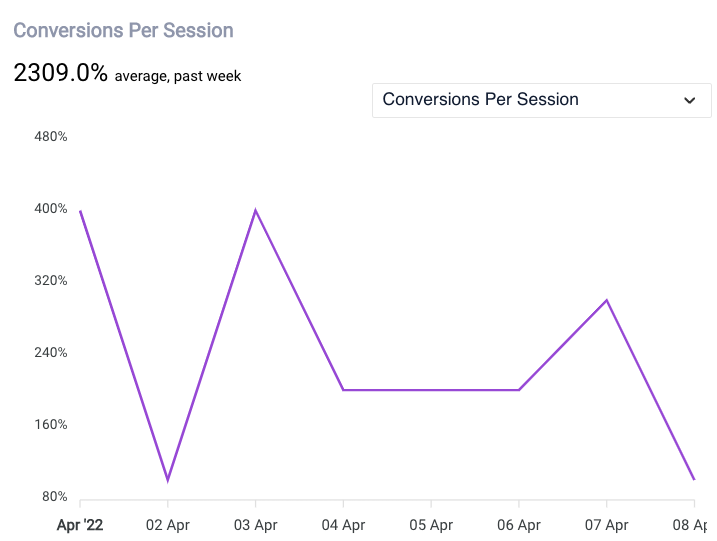 Conversions Per Session
2309.0% average, past week
Conversions Per Session
480%
400%
320%
240%
160%
80%
Apr '22 02 Apr 03 Apr 04 Apr 05 Apr 06 Apr 07 Apr 08 Ap